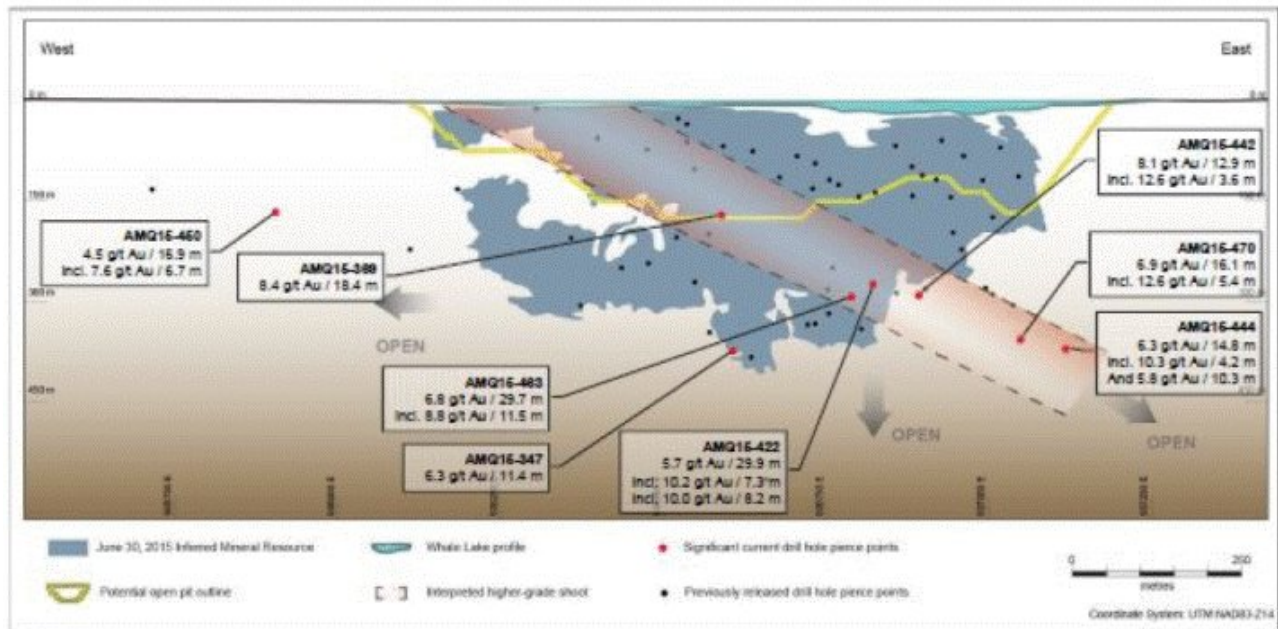 West
East
0 m
0 m
AMQ15-442
8.1 g/t Au / 12.9 m
Incl. 12.6 g/t Au / 3.6 m
AMQ15-450
4.5 g/t Au / 16.9 m
Incl. 7.6 g/t Au / 6.7 m
AMQ15-369
8.4 g/t Au / 18.4 m
AMQ15-470
6.9 g/t Au / 16.1 m
Incl. 12.6 g/t Au / 5.4 m
300 m
AMQ15-444
6.3 g/t Au / 14.8 m
Incl. 10.3 g/t Au / 4.2 m
And 5.8 g/t Au / 10.3 m
OPEN
450 m
AMQ15-463
6.8 g/t Au / 29.7 m
Incl. 8.8 g/t Au / 11.5 m
AMQ15-422
5.7 g/t Au / 29.9 m
Incl. 10.2 g/t Au / 7.3 m
Incl. 10.0 g/t Au / 8.2 m
OPEN
OPEN
AMQ15-347
6.3 g/t Au / 11.4 m
June 30, 2015 Inferred Mineral Resource
Whale Lake profile
Significant current drill hole pierce points
Potential open pit outline
Interpreted higher-grade shoot
Previously released drill hole pierce points
0
250
metres
Coordinate System: UTM NAD83-Z14